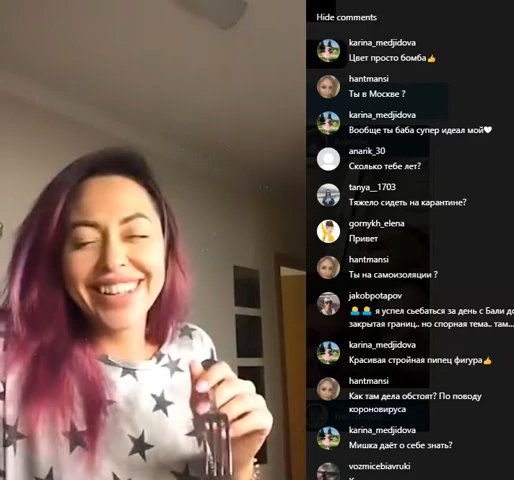 Hide comments
karina_medjidova
Цвет просто бомба👍
hantmansi
Ты в Москве ?
karina_medjidova
Вообще ты баба супер идеал мой🤍
anarik_30
Сколько тебе лет?
tanya__1703
Тяжело сидеть на карантине?
gornykh_elena
Привет
hantmansi
Ты на самоизоляции ?
jakobpotapov
я успел сьебаться за день с Бали до
закрытая границ.. но спорная тема.. там...
karina_medjidova
Красивая стройная пипец фигура👍
hantmansi
Как там дела обстоят? По поводу
короновируса
karina_medjidova
Мишка даёт о себе знать?
vozmicebiavruki